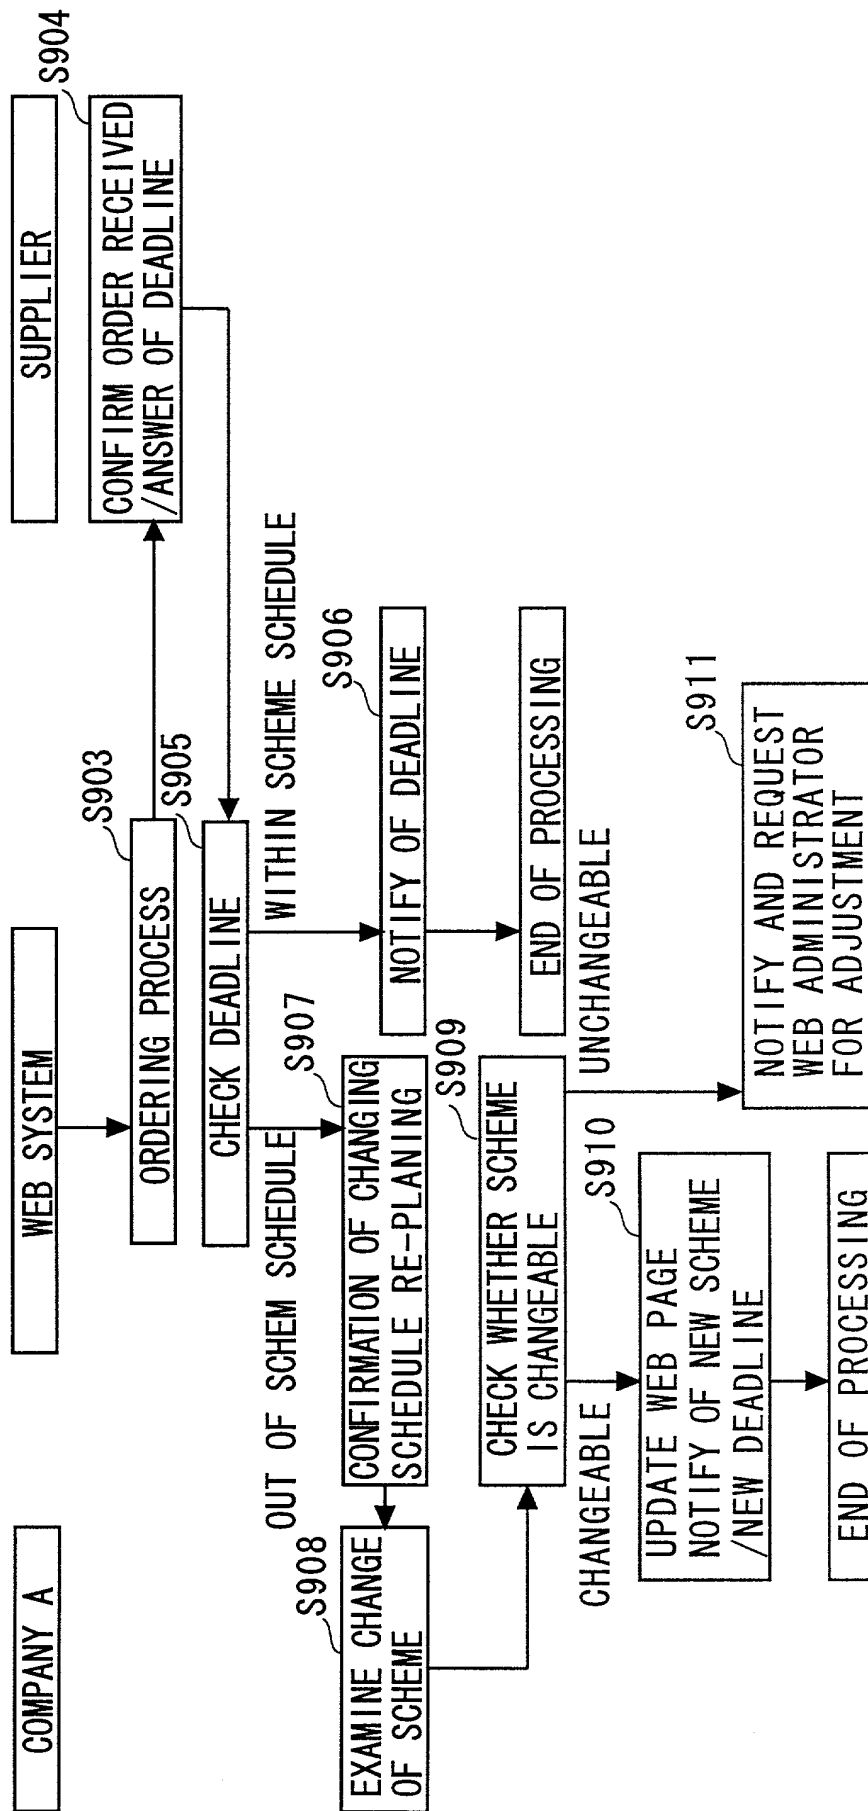 COMPANY A
WEB SYSTEM
SUPPLIER
S903
ORDERING PROCESS
S904
CONFIRM ORDER RECEIVED
/ANSWER OF DEADLINE
S905
CHECK DEADLINE
OUT OF SCHEM SCHEDULE
WITHIN SCHEME SCHEDULE
S907
CONFIRMATION OF CHANGING
SCHEDULE RE-PLANING
S906
NOTIFY OF DEADLINE
S908
EXAMINE CHANGE
OF SCHEME
S909
CHECK WHETHER SCHEME
IS CHANGEABLE
END OF PROCESSING
CHANGEABLE
UNCHANGEABLE
S910
UPDATE WEB PAGE
NOTIFY OF NEW SCHEME
/NEW DEADLINE
S911
NOTIFY AND REQUEST
WEB ADMINISTRATOR
FOR ADJUSTMENT
END OF PROCESSING